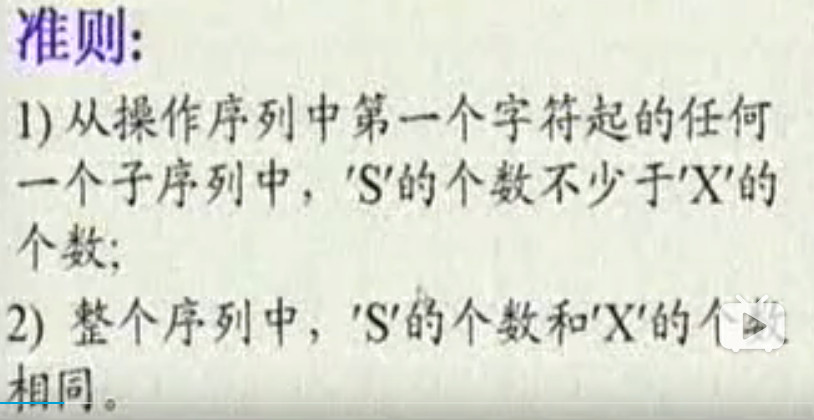 准则:
1) 从操作序列中第一个字符起的任何
一个子序列中，'S'的个数不少于'X'的
个数;
2) 整个序列中，'S'的个数和'X'的个数
相同。